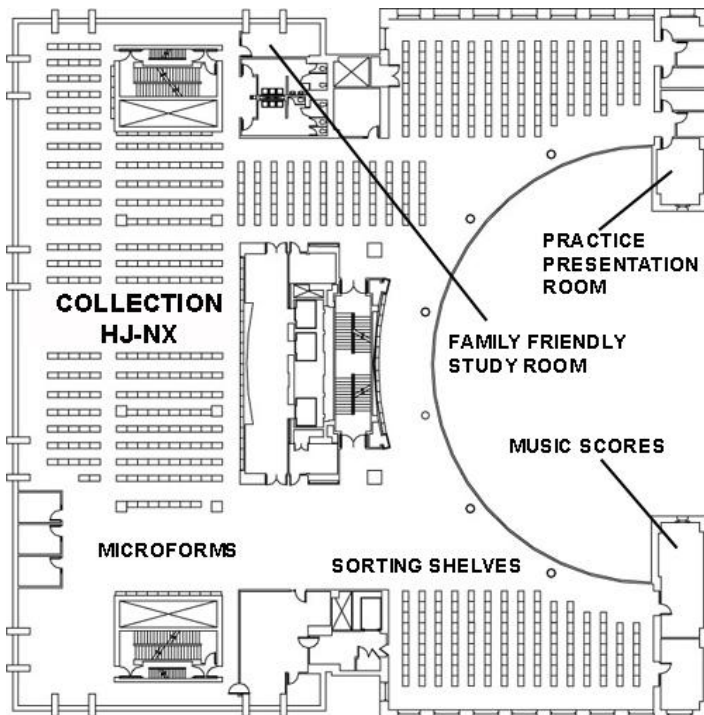 PRACTICE
PRESENTATION
ROOM
COLLECTION
HJ-NX
FAMILY FRIENDLY
STUDY ROOM
MUSIC SCORES
MICROFORMS
SORTING SHELVES